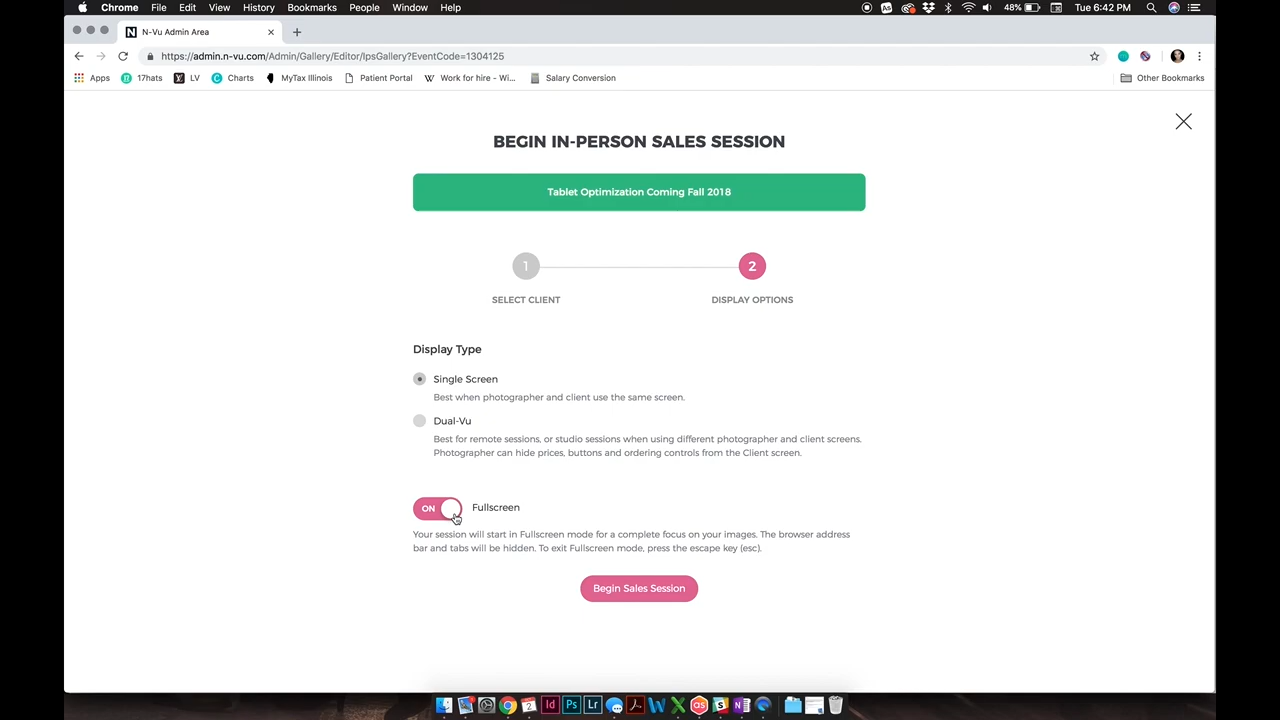 Chrome File Edit View History Bookmarks People Window Help
48% Tue 6:42 PM
N-Vu Admin Area
https://admin.n-vu.com/Admin/Gallery/Editor/IpsGallery?EventCode=1304125
Apps 17hats LV Charts MyTax Illinois Patient Portal Work for hire - Wi... Salary Conversion Other Bookmarks
BEGIN IN-PERSON SALES SESSION
Tablet Optimization Coming Fall 2018
1 2
SELECT CLIENT DISPLAY OPTIONS
Display Type
Single Screen
Best when photographer and client use the same screen.
Dual-Vu
Best for remote sessions, or studio sessions when using different photographer and client screens.
Photographer can hide prices, buttons and ordering controls from the Client screen.
ON Fullscreen
Your session will start in Fullscreen mode for a complete focus on your images. The browser address
bar and tabs will be hidden. To exit Fullscreen mode, press the escape key (esc).
Begin Sales Session
Id Ps Lr